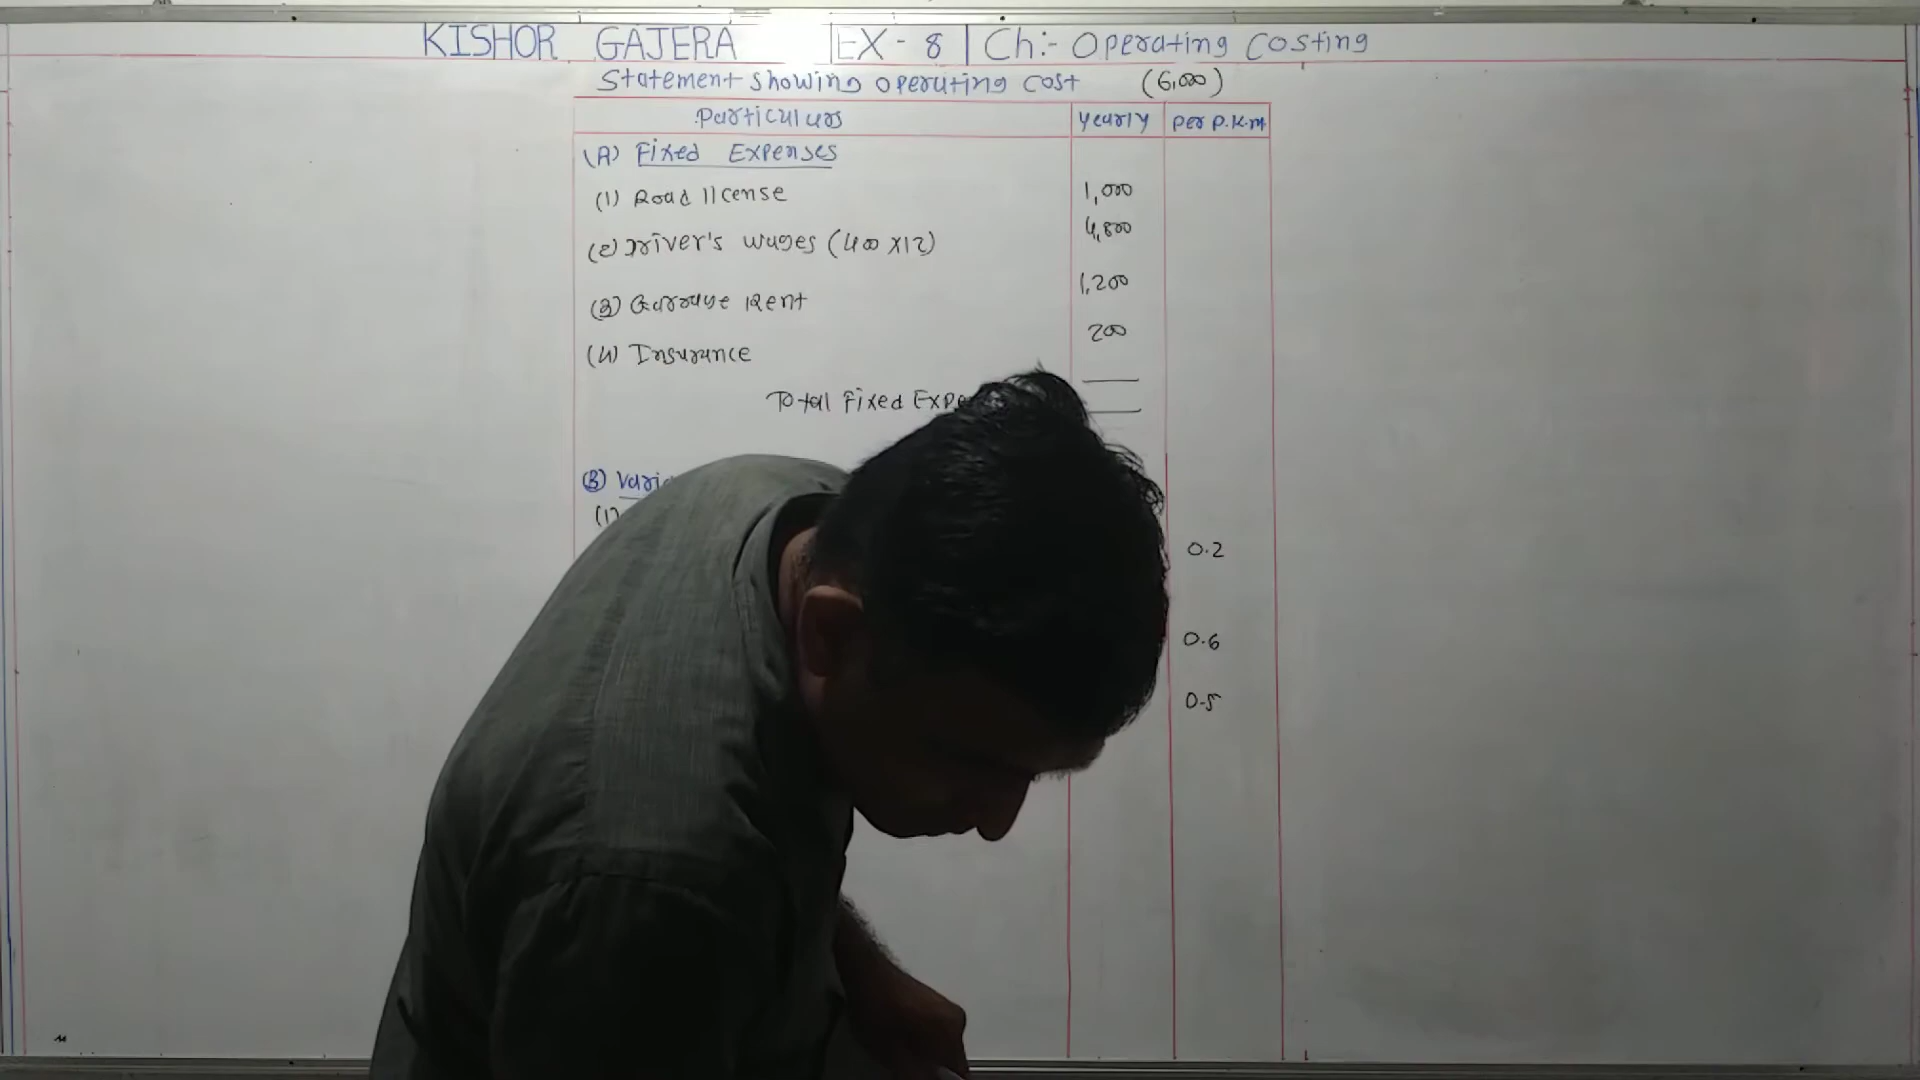 KISHOR GAJERA EX - 8 Ch:- Operating Costing
Statement showing operating cost (6,000)
Particulars yearly per P.K.M
(A) Fixed Expenses
(1) Road license 1,000
(2) Driver's wages (400 X12) 4,800
(3) Garrage Rent 1,200
(4) Insurance 200
Total Fixed Expe
(B) Vari
(1)
0.2
0.6
0.5